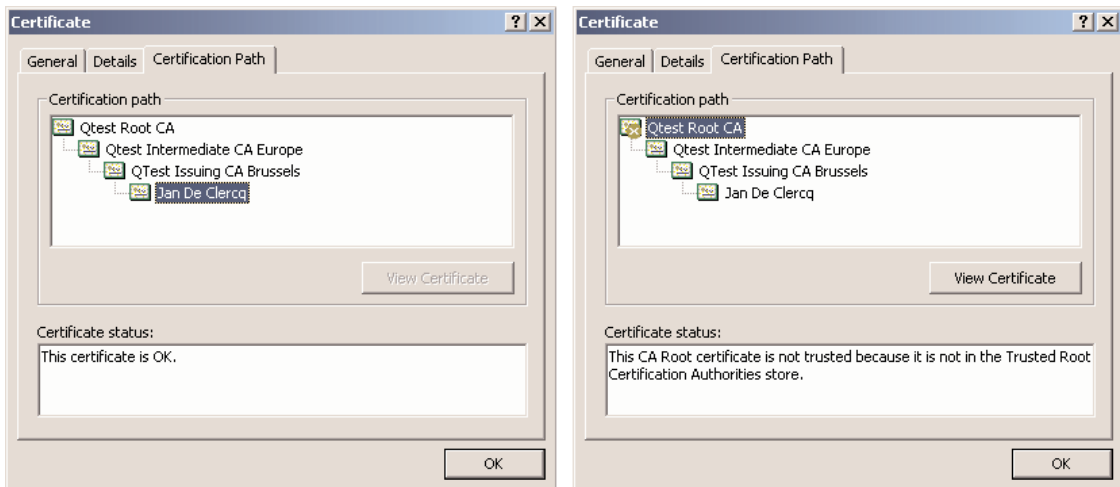 Certificate
General Details Certification Path
Certification path
Qtest Root CA
Qtest Intermediate CA Europe
QTest Issuing CA Brussels
Jan De Clercq
View Certificate
Certificate status:
This certificate is OK.
OK
Certificate
General Details Certification Path
Certification path
Qtest Root CA
Qtest Intermediate CA Europe
QTest Issuing CA Brussels
Jan De Clercq
View Certificate
Certificate status:
This CA Root certificate is not trusted because it is not in the Trusted Root
Certification Authorities store.
OK